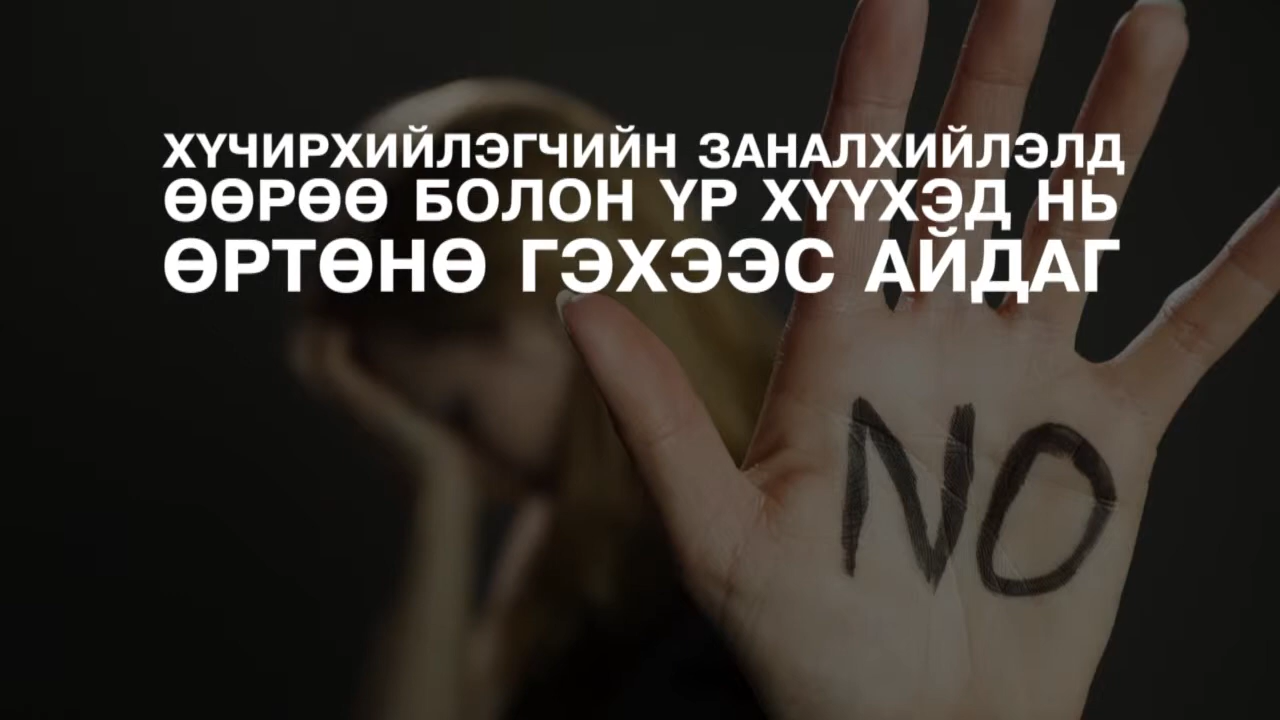 ХҮЧИРХИЙЛЭГЧИЙН ЗАНАЛХИЙЛЭЛД
ӨӨРӨӨ БОЛОН ҮР ХҮҮХЭД НЬ
ӨРТӨНӨ ГЭХЭЭС АЙДАГ
NO